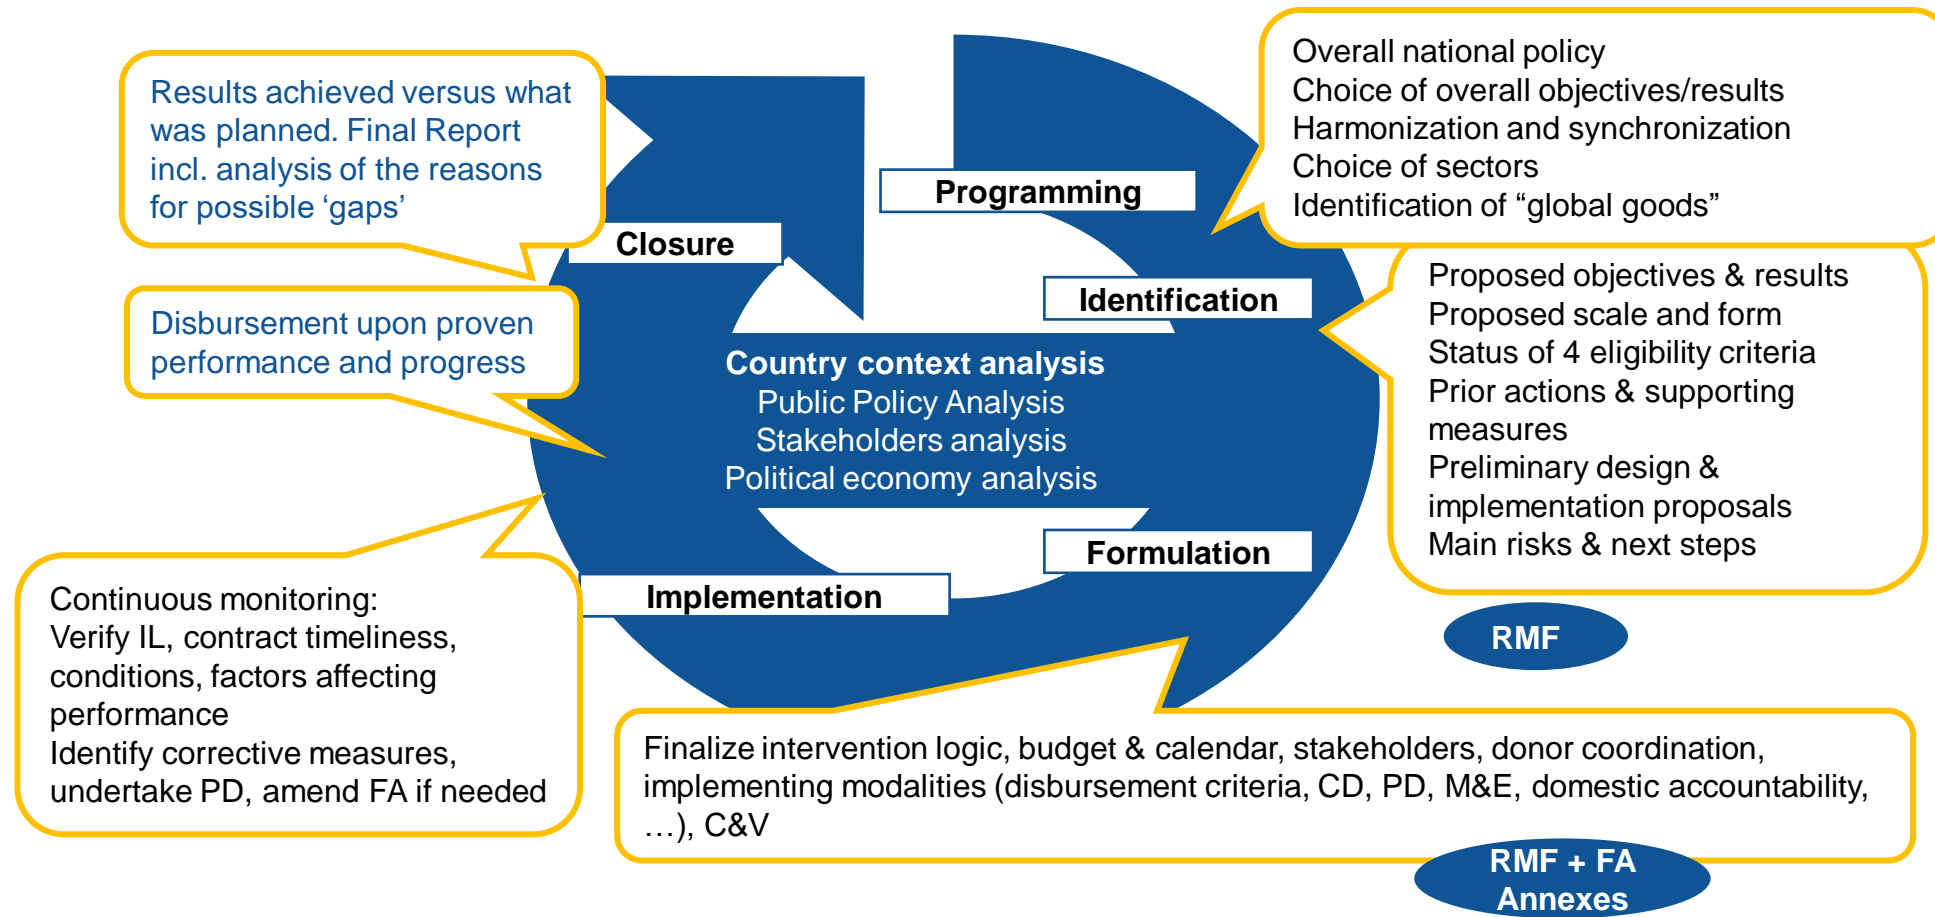 Overall national policy
Choice of overall objectives/results
Harmonization and synchronization
Choice of sectors
Identification of “global goods”
Results achieved versus what
was planned. Final Report
incl. analysis of the reasons
for possible ‘gaps’
Programming
Closure
Identification
Proposed objectives & results
Proposed scale and form
Status of 4 eligibility criteria
Prior actions & supporting
measures
Preliminary design &
implementation proposals
Main risks & next steps
Disbursement upon proven
performance and progress
Country context analysis
Public Policy Analysis
Stakeholders analysis
Political economy analysis
Formulation
Implementation
RMF
Continuous monitoring:
Verify IL, contract timeliness,
conditions, factors affecting
performance
Identify corrective measures,
undertake PD, amend FA if needed
Finalize intervention logic, budget & calendar, stakeholders, donor coordination,
implementing modalities (disbursement criteria, CD, PD, M&E, domestic accountability,
…), C&V
RMF + FA
Annexes